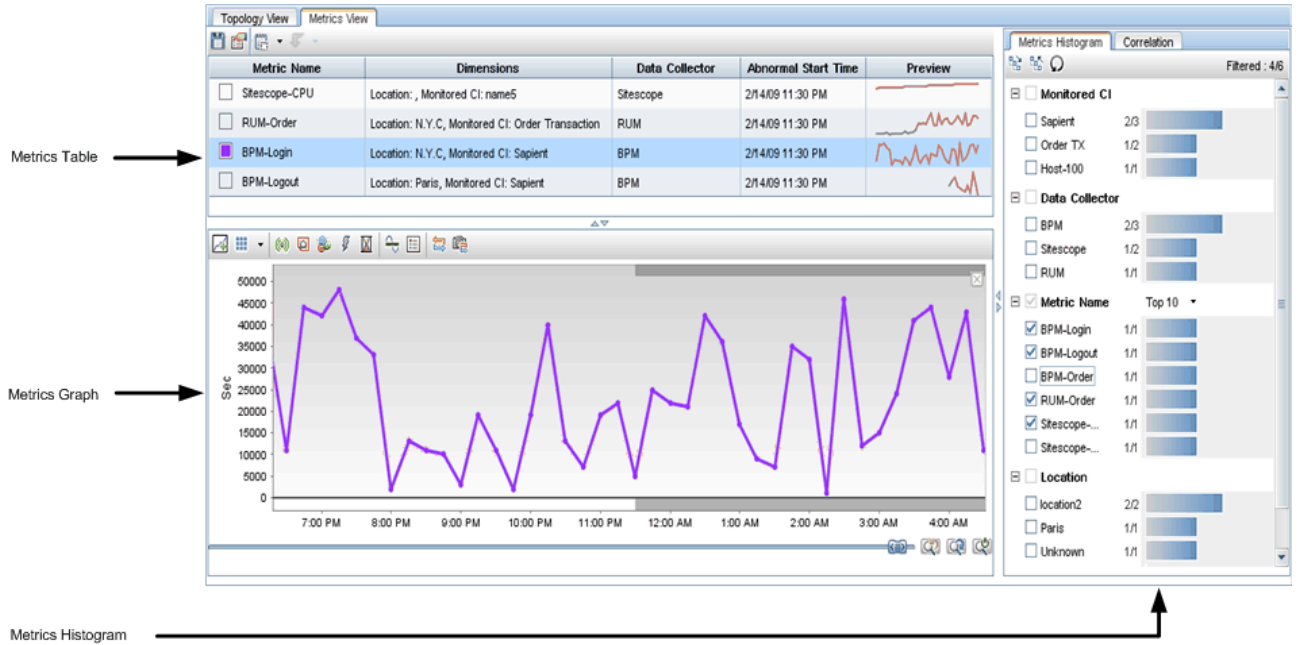 Topology View Metrics View
Metric Name Dimensions Data Collector Abnormal Start Time Preview
Sitescope-CPU Location: , Monitored CI: name5 Sitescope 2/14/09 11:30 PM
RUM-Order Location: N.Y.C, Monitored CI: Order Transaction RUM 2/14/09 11:30 PM
BPM-Login Location: N.Y.C, Monitored CI: Sapient BPM 2/14/09 11:30 PM
BPM-Logout Location: Paris, Monitored CI: Sapient BPM 2/14/09 11:30 PM
Metrics Table
Metrics Graph
Sec
50000
45000
40000
35000
30000
25000
20000
15000
10000
5000
0
7:00 PM 8:00 PM 9:00 PM 10:00 PM 11:00 PM 12:00 AM 1:00 AM 2:00 AM 3:00 AM 4:00 AM
Metrics Histogram Correlation
Filtered : 4/6
Monitored CI
Sapient 2/3
Order TX 1/2
Host-100 1/1
Data Collector
BPM 2/3
Sitescope 1/2
RUM 1/1
Metric Name Top 10
BPM-Login 1/1
BPM-Logout 1/1
BPM-Order 1/1
RUM-Order 1/1
Sitescope-... 1/1
Sitescope-... 1/1
Location
location2 2/2
Paris 1/1
Unknown 1/1
Metrics Histogram